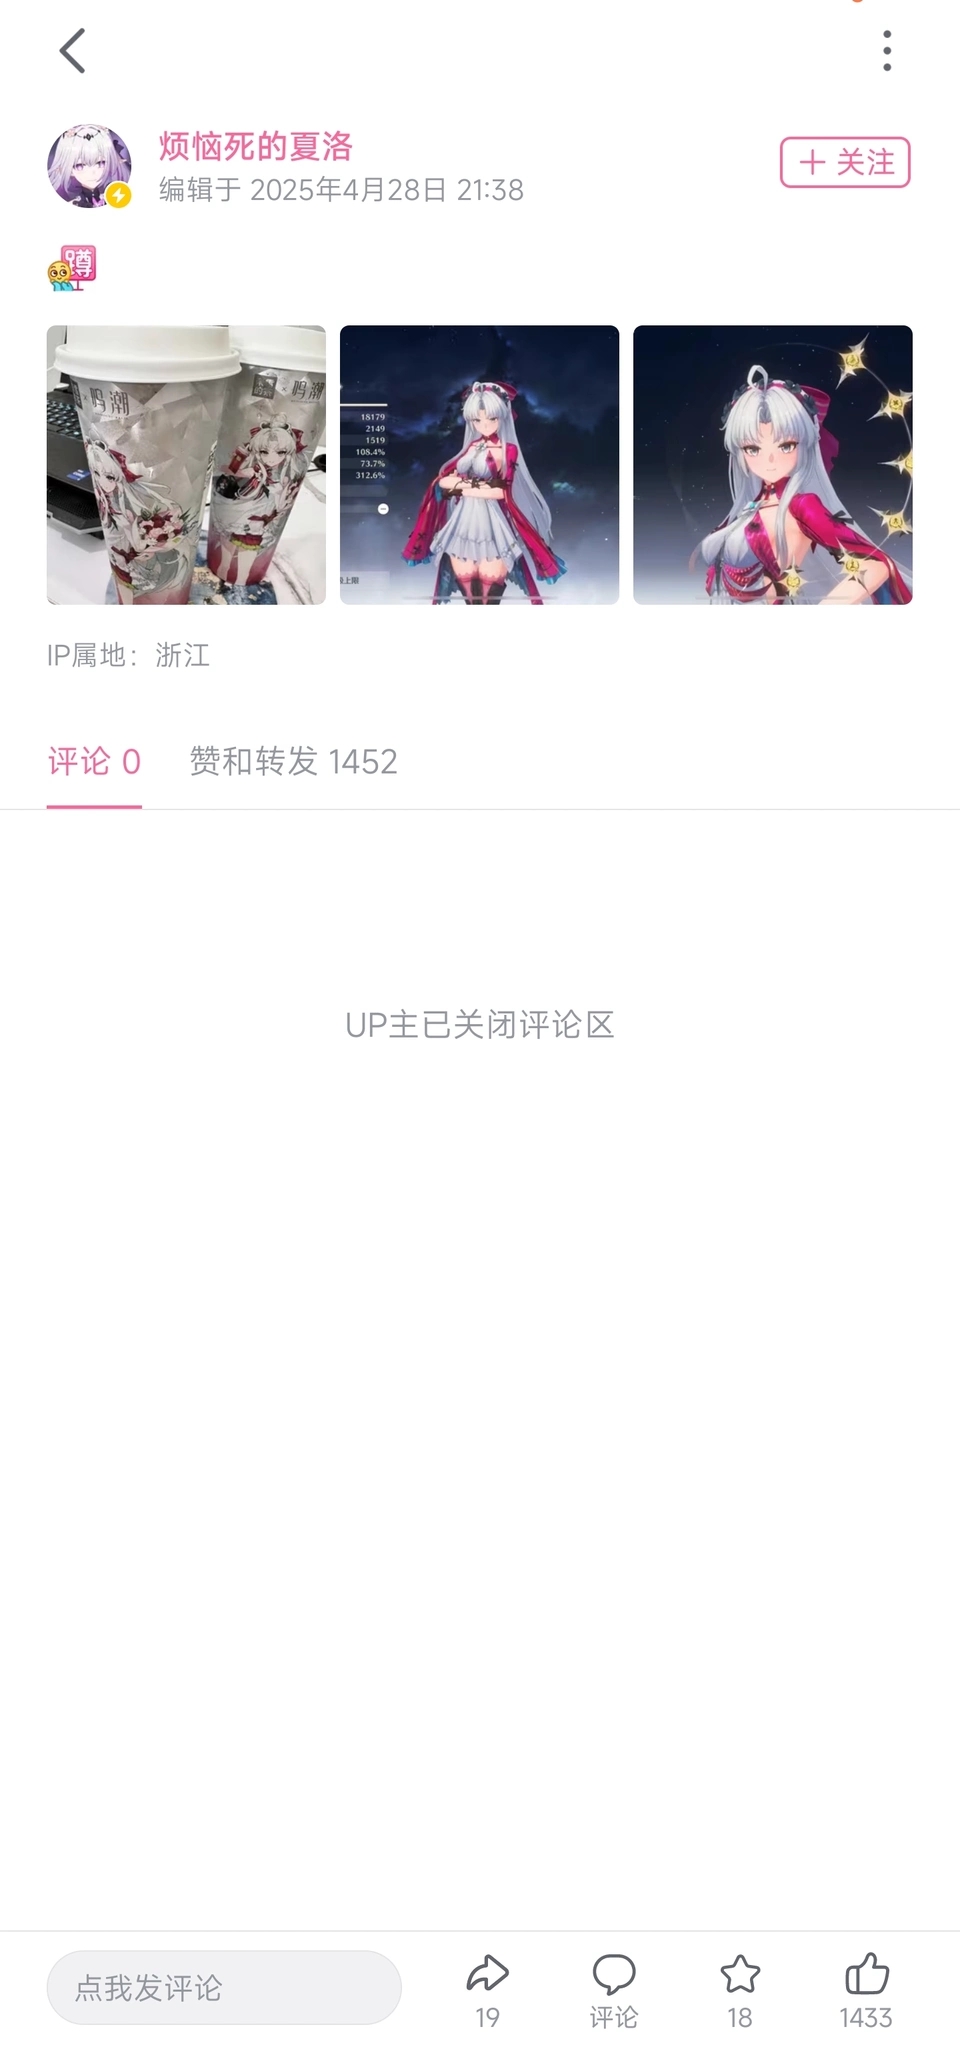 烦恼死的夏洛
编辑于 2025年4月28日 21:38
+ 关注
蹲
鸣潮
鸣潮
18179
2149
1519
108.4%
73.7%
312.6%
上限
IP属地：浙江
评论 0
赞和转发 1452
UP主已关闭评论区
点我发评论
19
评论
18
1433